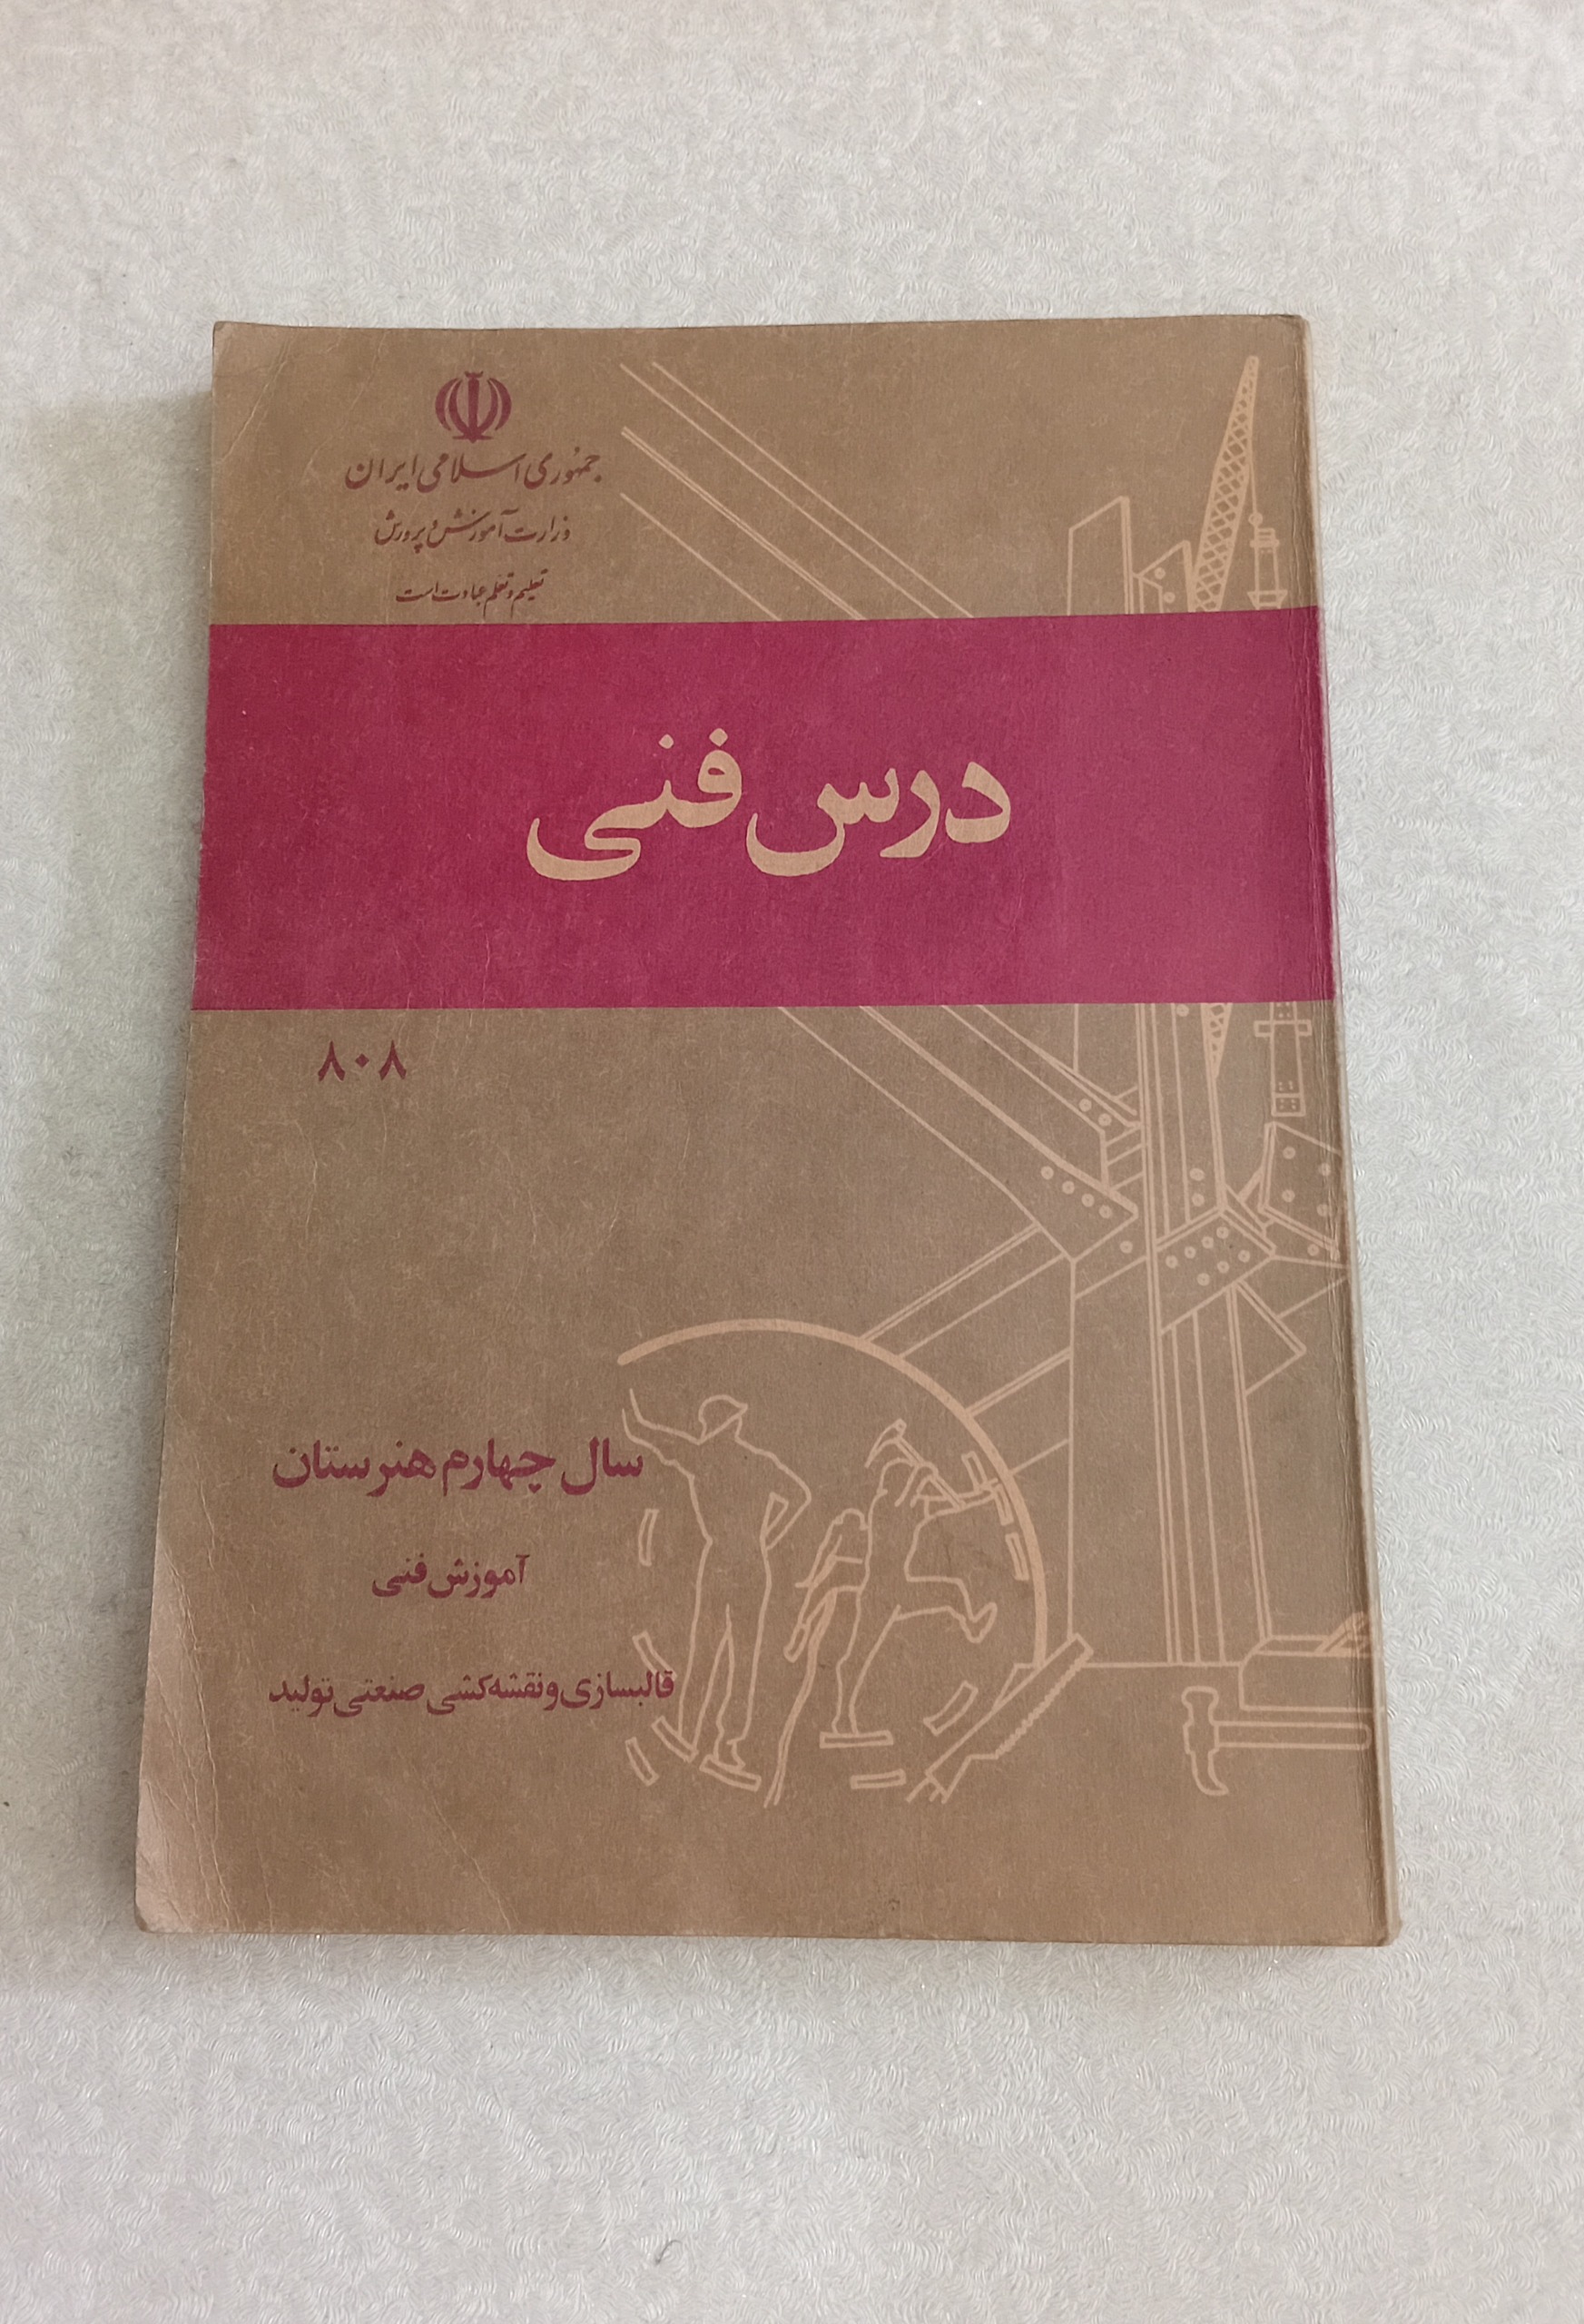 جمهوری اسلامی ایران
وزارت آموزش و پرورش
تعلیم و تعلم عبادت است
درس فنی
۸۰۸
سال چهارم هنرستان
آموزش فنی
قالبسازی و نقشه‌کشی صنعتی تولید